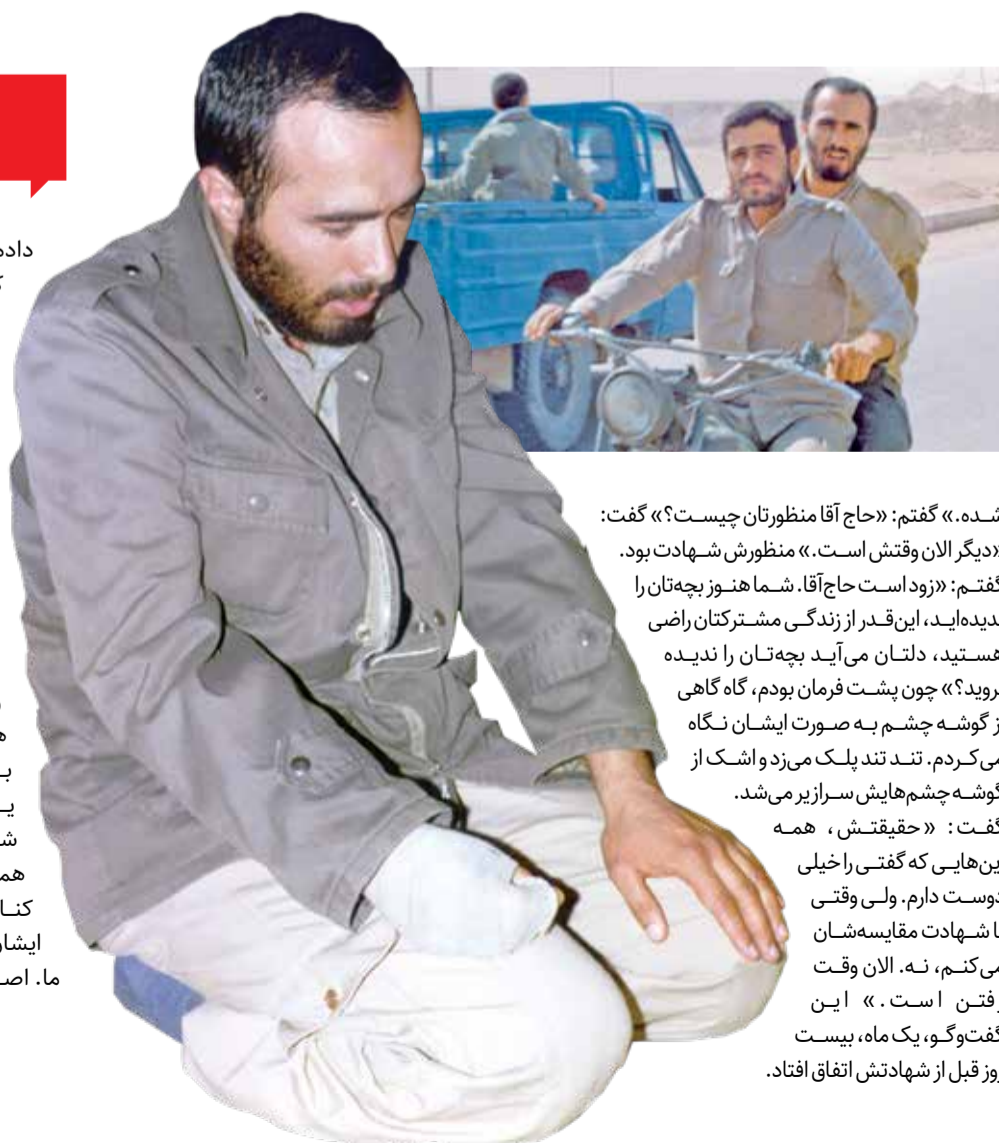 شده.» گفتم: «حاج آقا منظورتان چیست؟» گفت:
«دیگر الان وقتش است.» منظورش شهادت بود.
گفتم: «زود است حاج‌آقا. شما هنوز بچه‌تان را
ندیده‌اید، این‌قدر از زندگی مشترکتان راضی
هستید، دلتان می‌آید بچه‌تان را ندیده
بروید؟» چون پشت فرمان بودم، گاه گاهی
از گوشه چشم به صورت ایشان نگاه
می‌کردم. تند تند پلک می‌زد و اشک از
گوشه چشم‌هایش سرازیر می‌شد.
گفت: «حقیقتش، همه
این‌هایی که گفتی را خیلی
دوست دارم. ولی وقتی
با شهادت مقایسه‌شان
می‌کنم، نه. الان وقت
رفتن است.» این
گفت‌وگو، یک ماه، بیست
روز قبل از شهادتش اتفاق افتاد.
ما. اصـ